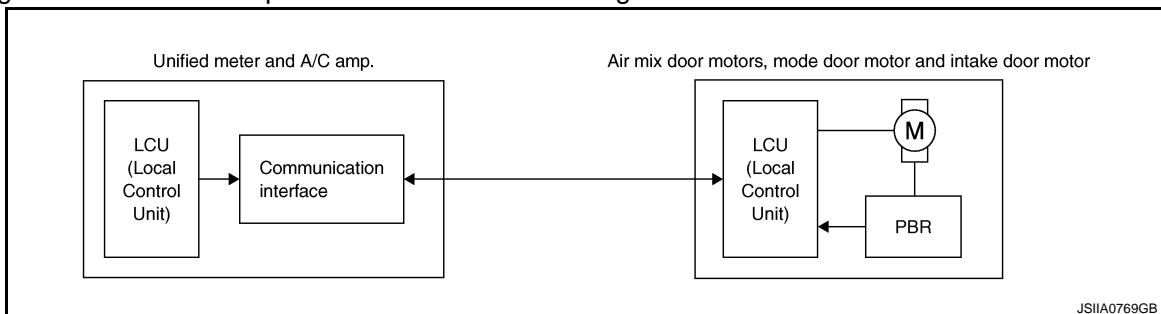 Unified meter and A/C amp.
Air mix door motors, mode door motor and intake door motor
LCU
(Local
Control
Unit)
Communication
interface
LCU
(Local
Control
Unit)
M
PBR
JSIIA0769GB